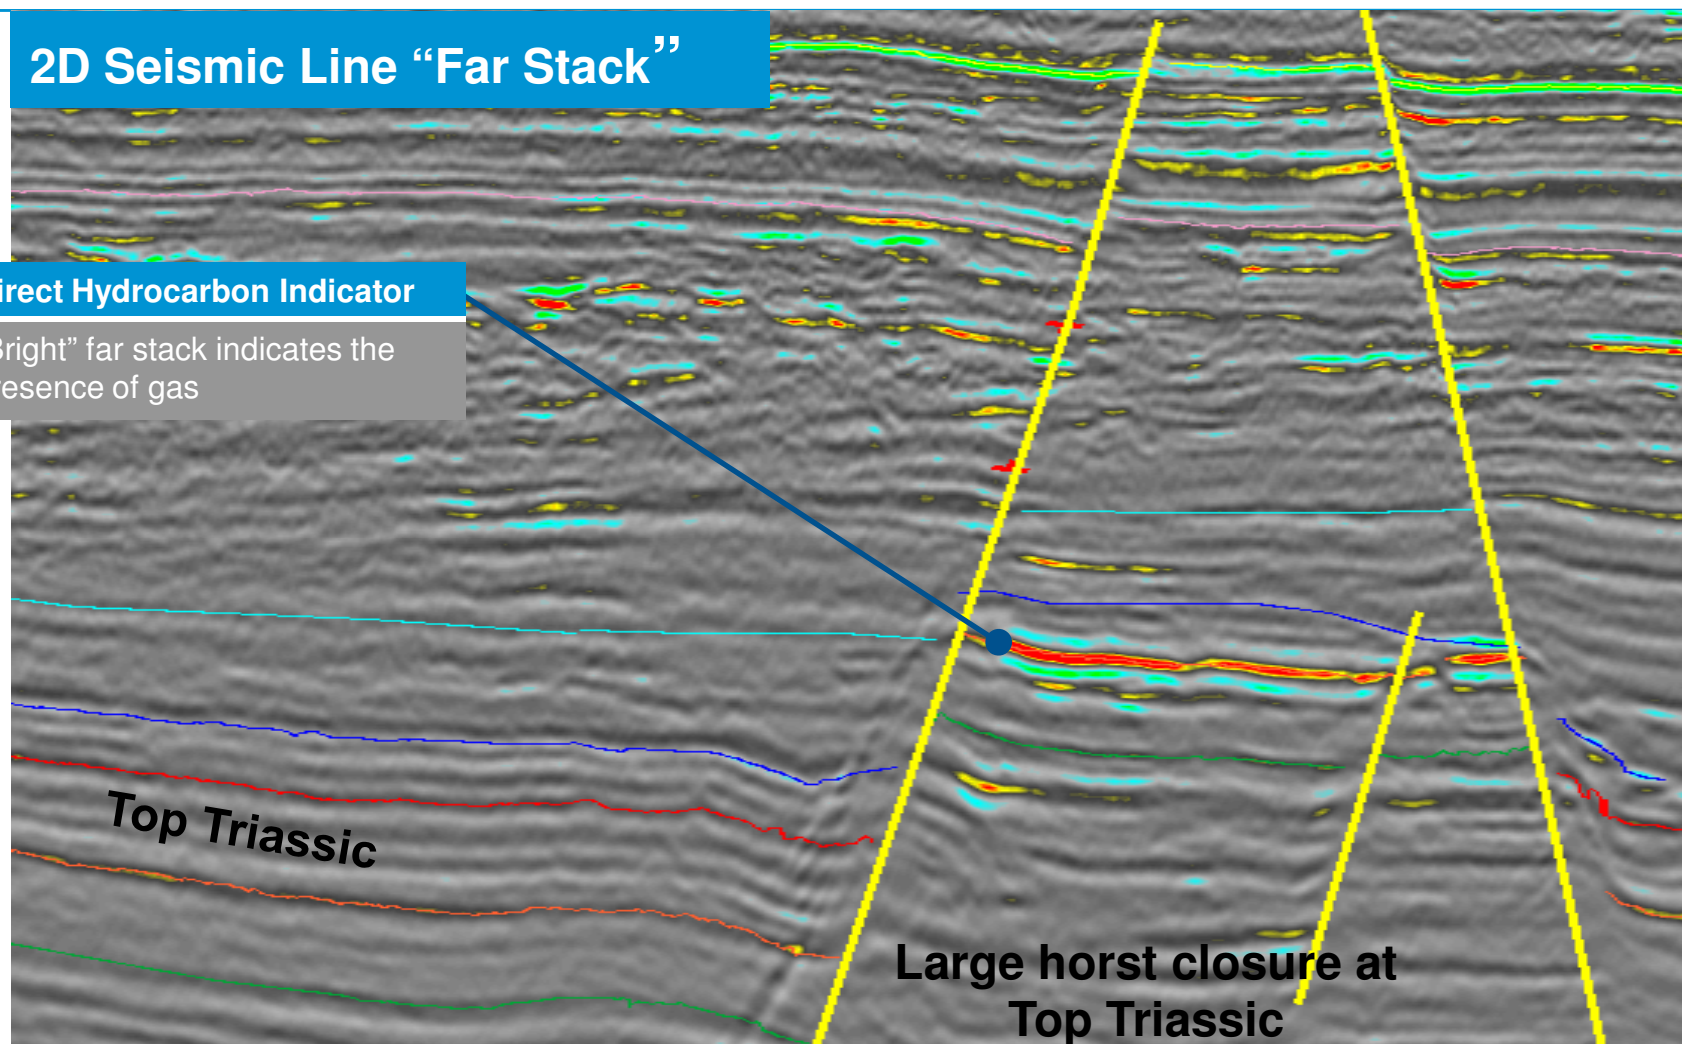 2D Seismic Line “Far Stack”
irect Hydrocarbon Indicator
right” far stack indicates the
esence of gas
Top Triassic
Large horst closure at
Top Triassic